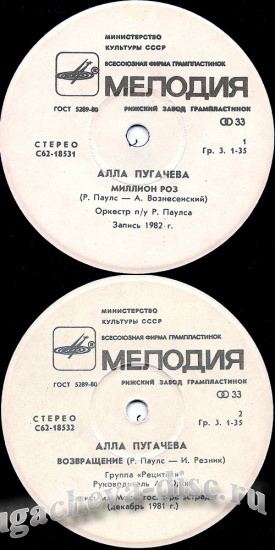 МИНИСТЕРСТВО
КУЛЬТУРЫ СССР
ВСЕСОЮЗНАЯ ФИРМА ГРАМПЛАСТИНОК
МЕЛОДИЯ
ГОСТ 5289-80 РИЖСКИЙ ЗАВОД ГРАМПЛАСТИНОК 33
СТЕРЕО 1
С62-18531 Гр. 3. 1-35
АЛЛА ПУГАЧЕВА
МИЛЛИОН РОЗ
(Р. Паулс — А. Вознесенский)
Оркестр п/у Р. Паулса
Запись 1982 г.
МИНИСТЕРСТВО
КУЛЬТУРЫ СССР
ВСЕСОЮЗНАЯ ФИРМА ГРАМПЛАСТИНОК
МЕЛОДИЯ
ГОСТ 5289-80 РИЖСКИЙ ЗАВОД ГРАМПЛАСТИНОК 33
СТЕРЕО 2
С62-18532 Гр. 3. 1-35
АЛЛА ПУГАЧЕВА
ВОЗВРАЩЕНИЕ (Р. Паулс — И. Резник)
Группа «Рецитал»
Руководитель
(декабрь 1981 г.)